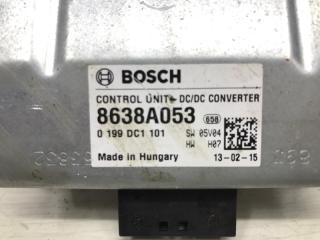 BOSCH
CONTROL UNIT - DC/DC CONVERTER
8638A053 656
0 199 DC1 101 SW 05V04
HW H07
Made in Hungary 13-02-15